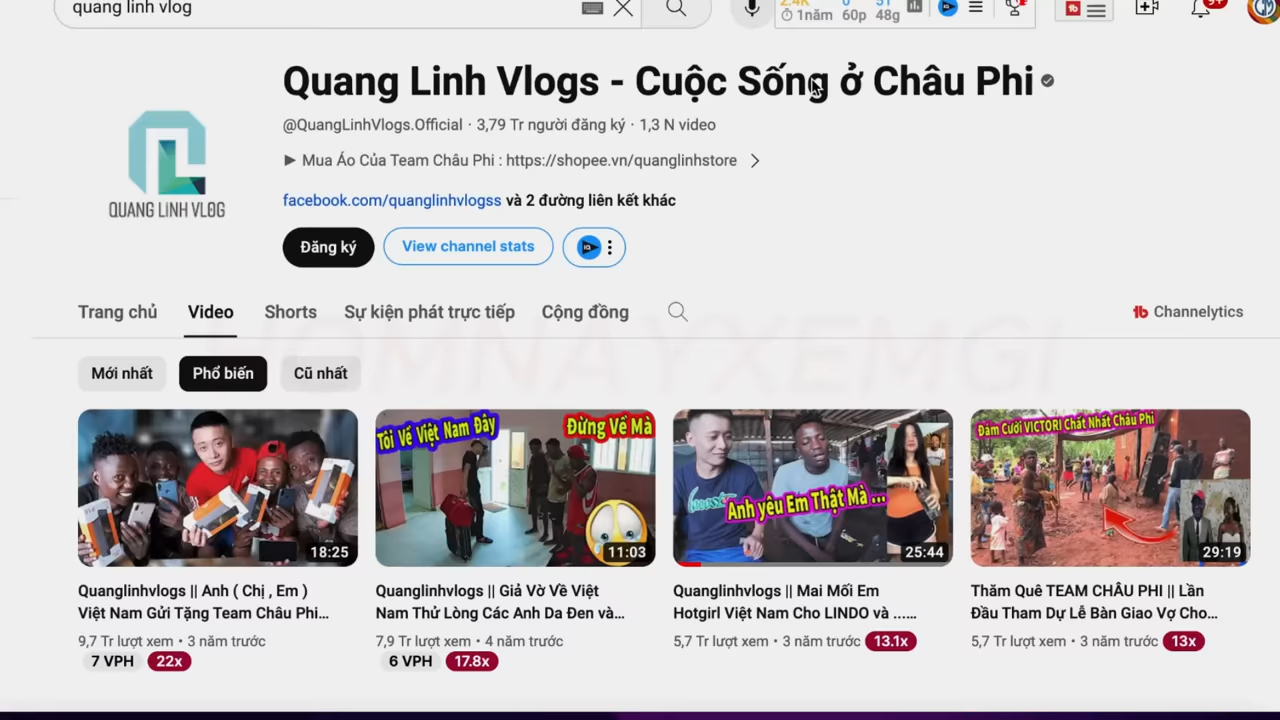 quang linh vlog
2.4K 0 51
1năm 60p 48g
9+
Quang Linh Vlogs - Cuộc Sống ở Châu Phi
@QuangLinhVlogs.Official · 3,79 Tr người đăng ký · 1,3 N video
▶ Mua Áo Của Team Châu Phi : https://shopee.vn/quanglinhstore
facebook.com/quanglinhvlogss và 2 đường liên kết khác
QUANG LINH VLOG
Đăng ký View channel stats iQ
Trang chủ Video Shorts Sự kiện phát trực tiếp Cộng đồng
Channelytics
HOMNAYXEMGI
Mới nhất Phổ biến Cũ nhất
18:25
Tôi Về Việt Nam Đây
Đừng Về Mà
11:03
Anh yêu Em Thật Mà ...
25:44
Đám Cưới VICTORI Chất Nhất Châu Phi
29:19
Quanglinhvlogs || Anh ( Chị , Em )
Việt Nam Gửi Tặng Team Châu Phi...
9,7 Tr lượt xem • 3 năm trước
7 VPH 22x
Quanglinhvlogs || Giả Vờ Về Việt
Nam Thử Lòng Các Anh Da Đen và...
7,9 Tr lượt xem • 4 năm trước
6 VPH 17.8x
Quanglinhvlogs || Mai Mối Em
Hotgirl Việt Nam Cho LINDO và ......
5,7 Tr lượt xem • 3 năm trước 13.1x
Thăm Quê TEAM CHÂU PHI || Lần
Đầu Tham Dự Lễ Bàn Giao Vợ Cho...
5,7 Tr lượt xem • 3 năm trước 13x